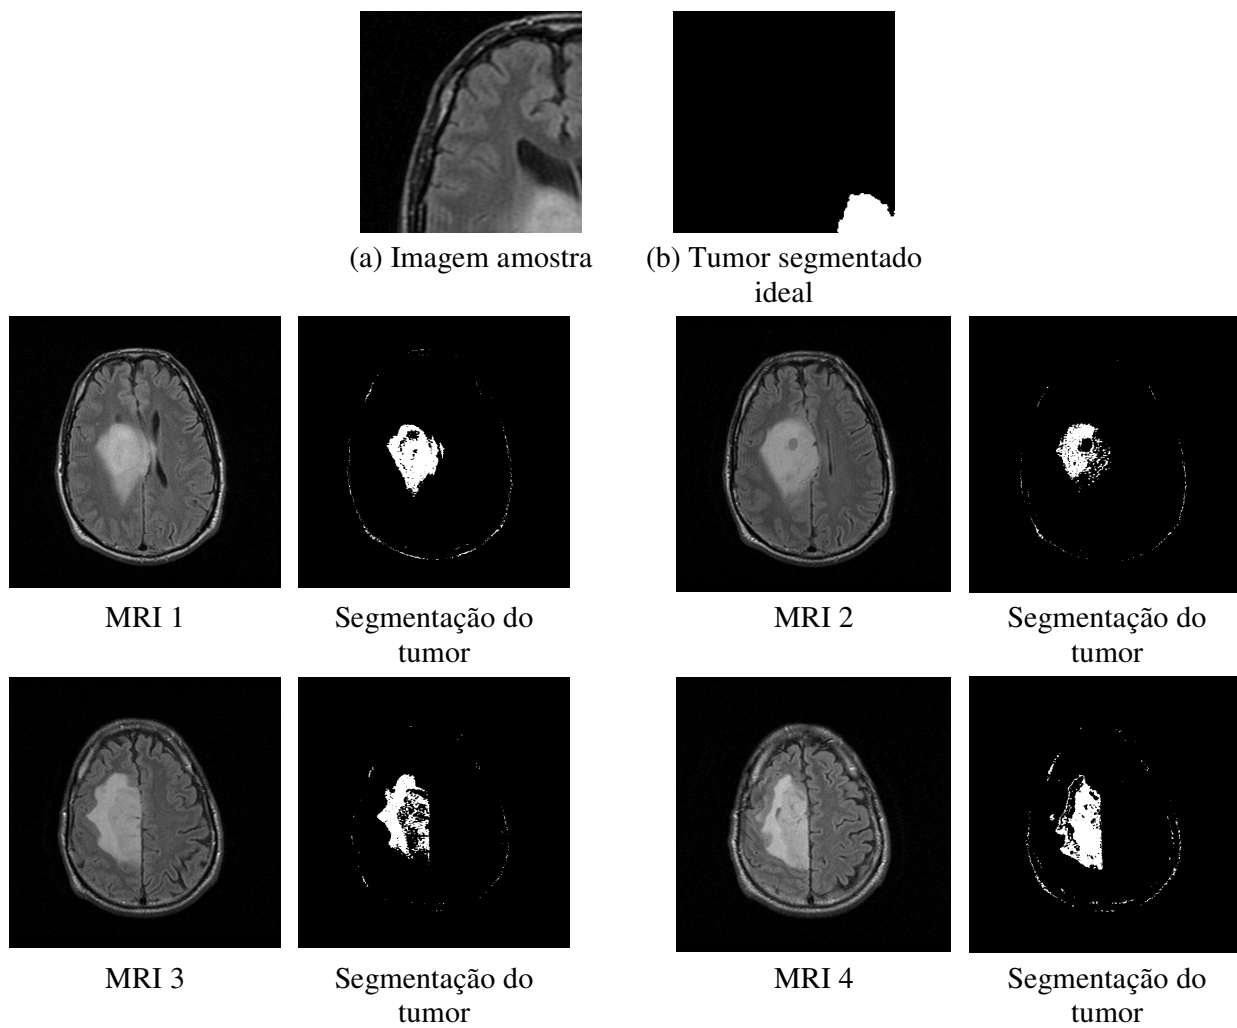 (a) Imagem amostra
(b) Tumor segmentado
ideal
MRI 1
Segmentação do
tumor
MRI 2
Segmentação do
tumor
MRI 3
Segmentação do
tumor
MRI 4
Segmentação do
tumor